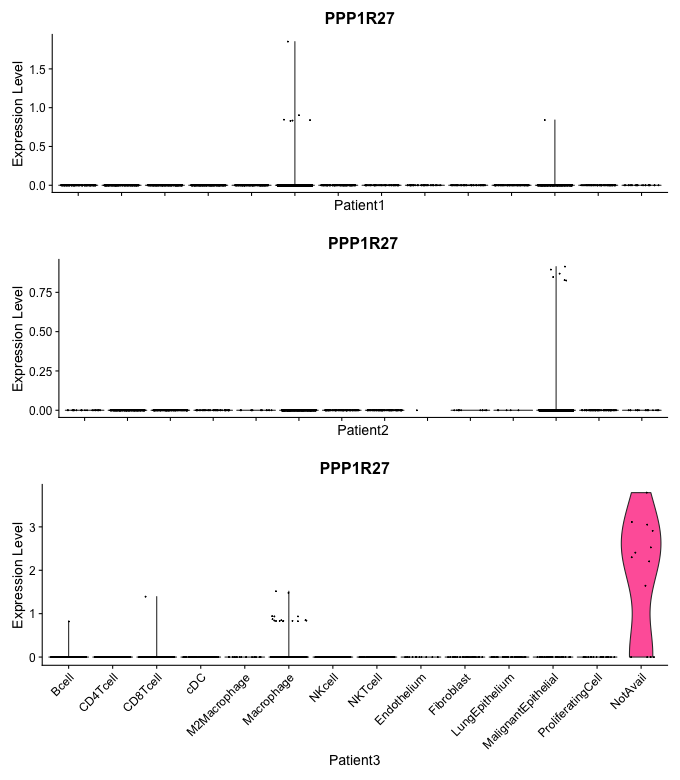 PPP1R27
Expression Level
1.5
1.0
0.5
0.0
Patient1
PPP1R27
Expression Level
0.75
0.50
0.25
0.00
Patient2
PPP1R27
Expression Level
3
2
1
0
Bcell
CD4Tcell
CD8Tcell
cDC
M2Macrophage
Macrophage
NKcell
NKTcell
Endothelium
Fibroblast
LungEpithelium
MalignantEpithelial
ProliferatingCell
NotAvail
Patient3